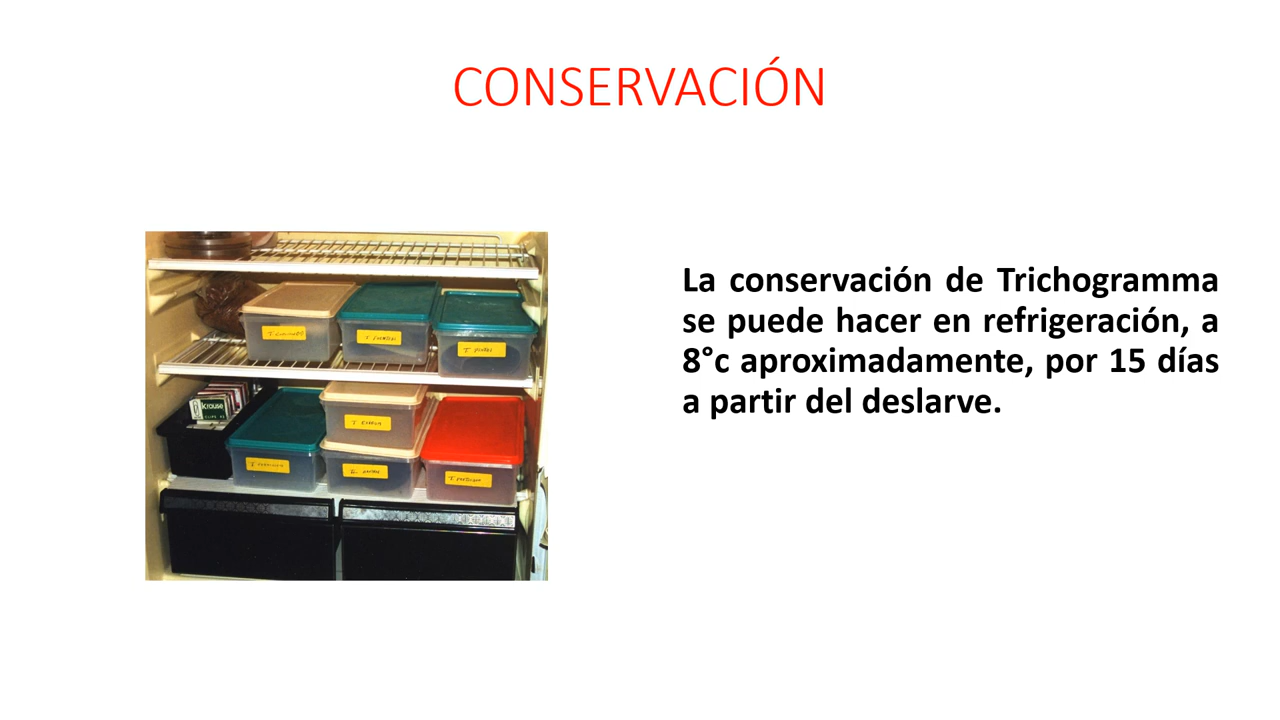 CONSERVACIÓN
La conservación de Trichogramma
se puede hacer en refrigeración, a
8°c aproximadamente, por 15 días
a partir del deslarve.
Krause